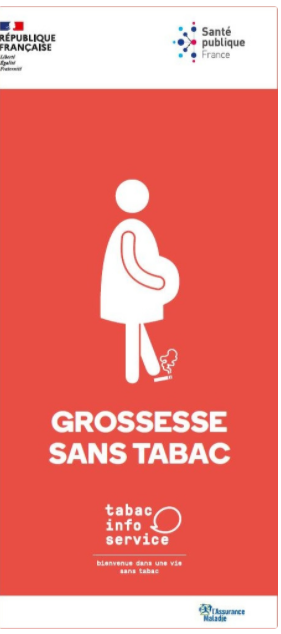 RÉPUBLIQUE
FRANÇAISE
Liberté
Égalité
Fraternité
Santé
publique
France
GROSSESSE
SANS TABAC
tabac
info
service
bienvenue dans une vie
sans tabac
l'Assurance
Maladie